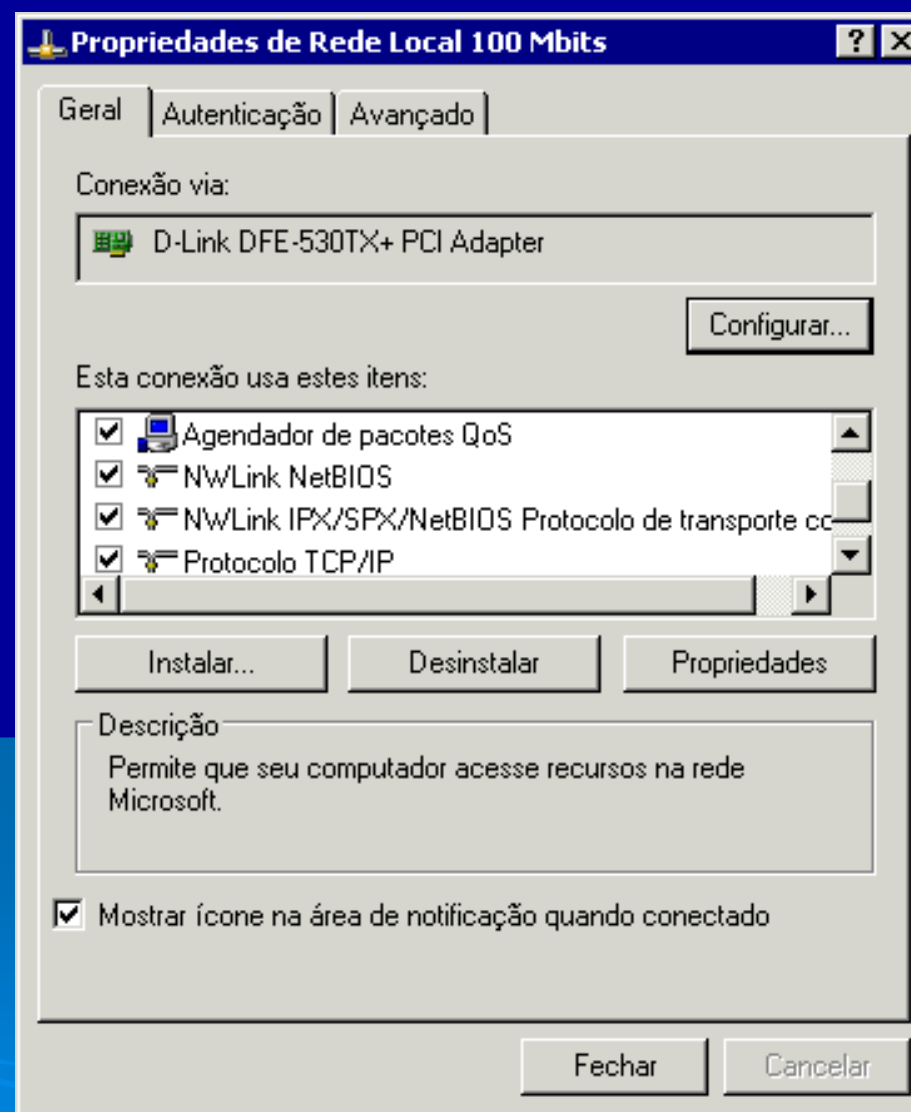 Propriedades de Rede Local 100 Mbits
Geral Autenticação Avançado
Conexão via:
D-Link DFE-530TX+ PCI Adapter
Configurar...
Esta conexão usa estes itens:
Agendador de pacotes QoS
NWLink NetBIOS
NWLink IPX/SPX/NetBIOS Protocolo de transporte cc
Protocolo TCP/IP
Instalar... Desinstalar Propriedades
Descrição
Permite que seu computador acesse recursos na rede
Microsoft.
Mostrar ícone na área de notificação quando conectado
Fechar Cancelar